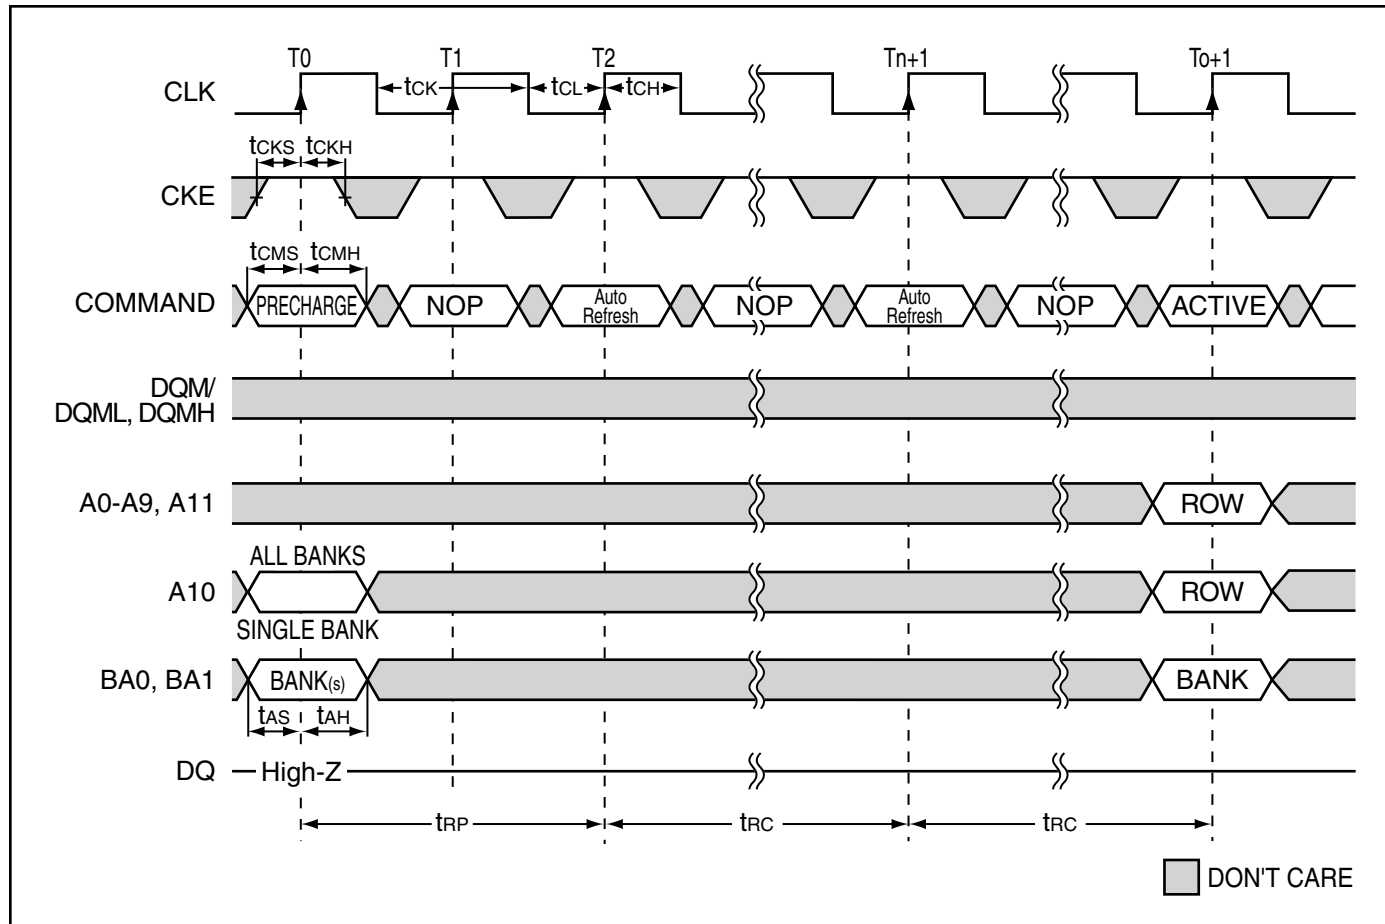 T0 T1 T2 Tn+1 To+1
CLK tCK tCL tCH
tCKS tCKH
CKE
tCMS tCMH
COMMAND PRECHARGE NOP Auto Refresh NOP Auto Refresh NOP ACTIVE
DQM/
DQML, DQMH
A0-A9, A11 ROW
ALL BANKS
A10 ROW
SINGLE BANK
BA0, BA1 BANK(s) BANK
tAS tAH
DQ High-Z
tRP tRC tRC
DON'T CARE